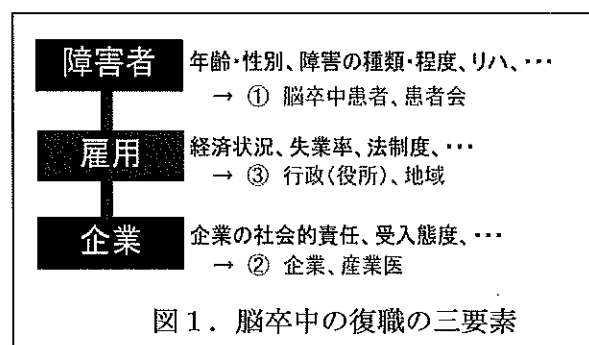 障害者 年齢・性別、障害の種類・程度、リハ、・・・
→ ① 脳卒中患者、患者会
雇用 経済状況、失業率、法制度、・・・
→ ③ 行政(役所)、地域
企業 企業の社会的責任、受入態度、・・・
→ ② 企業、産業医
図1．脳卒中の復職の三要素